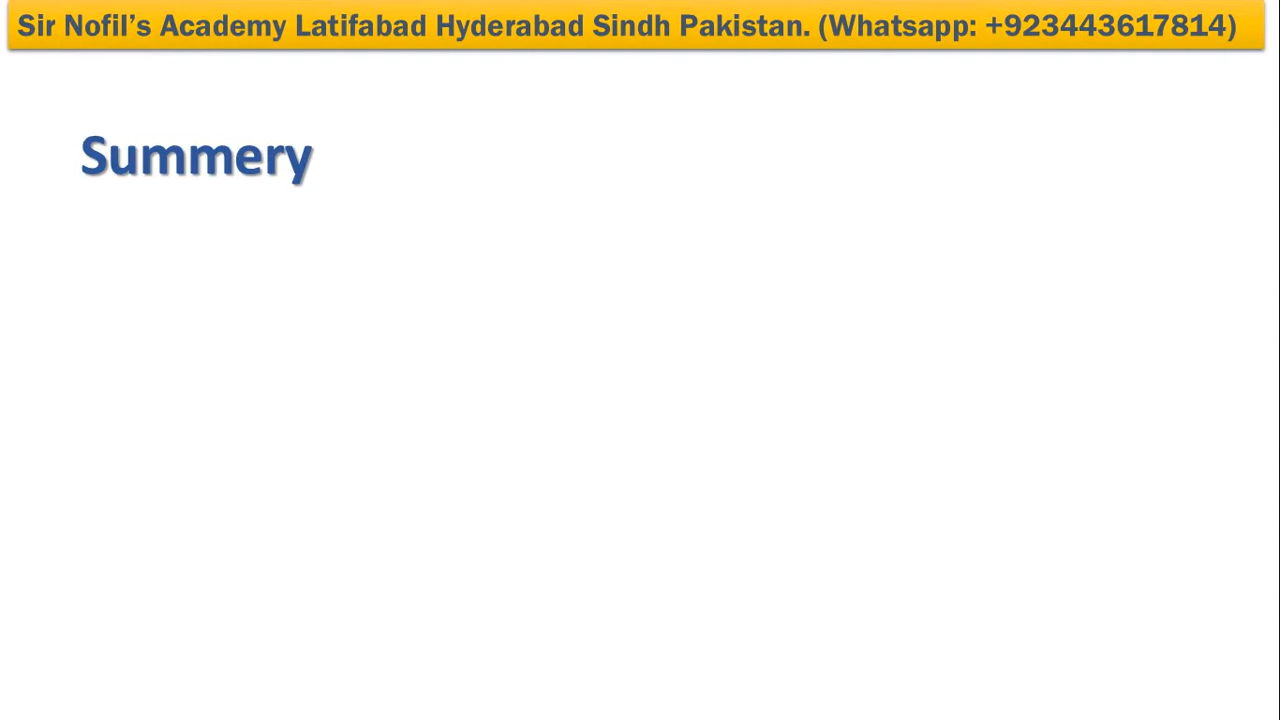 Sir Nofil’s Academy Latifabad Hyderabad Sindh Pakistan. (Whatsapp: +923443617814)
Summery